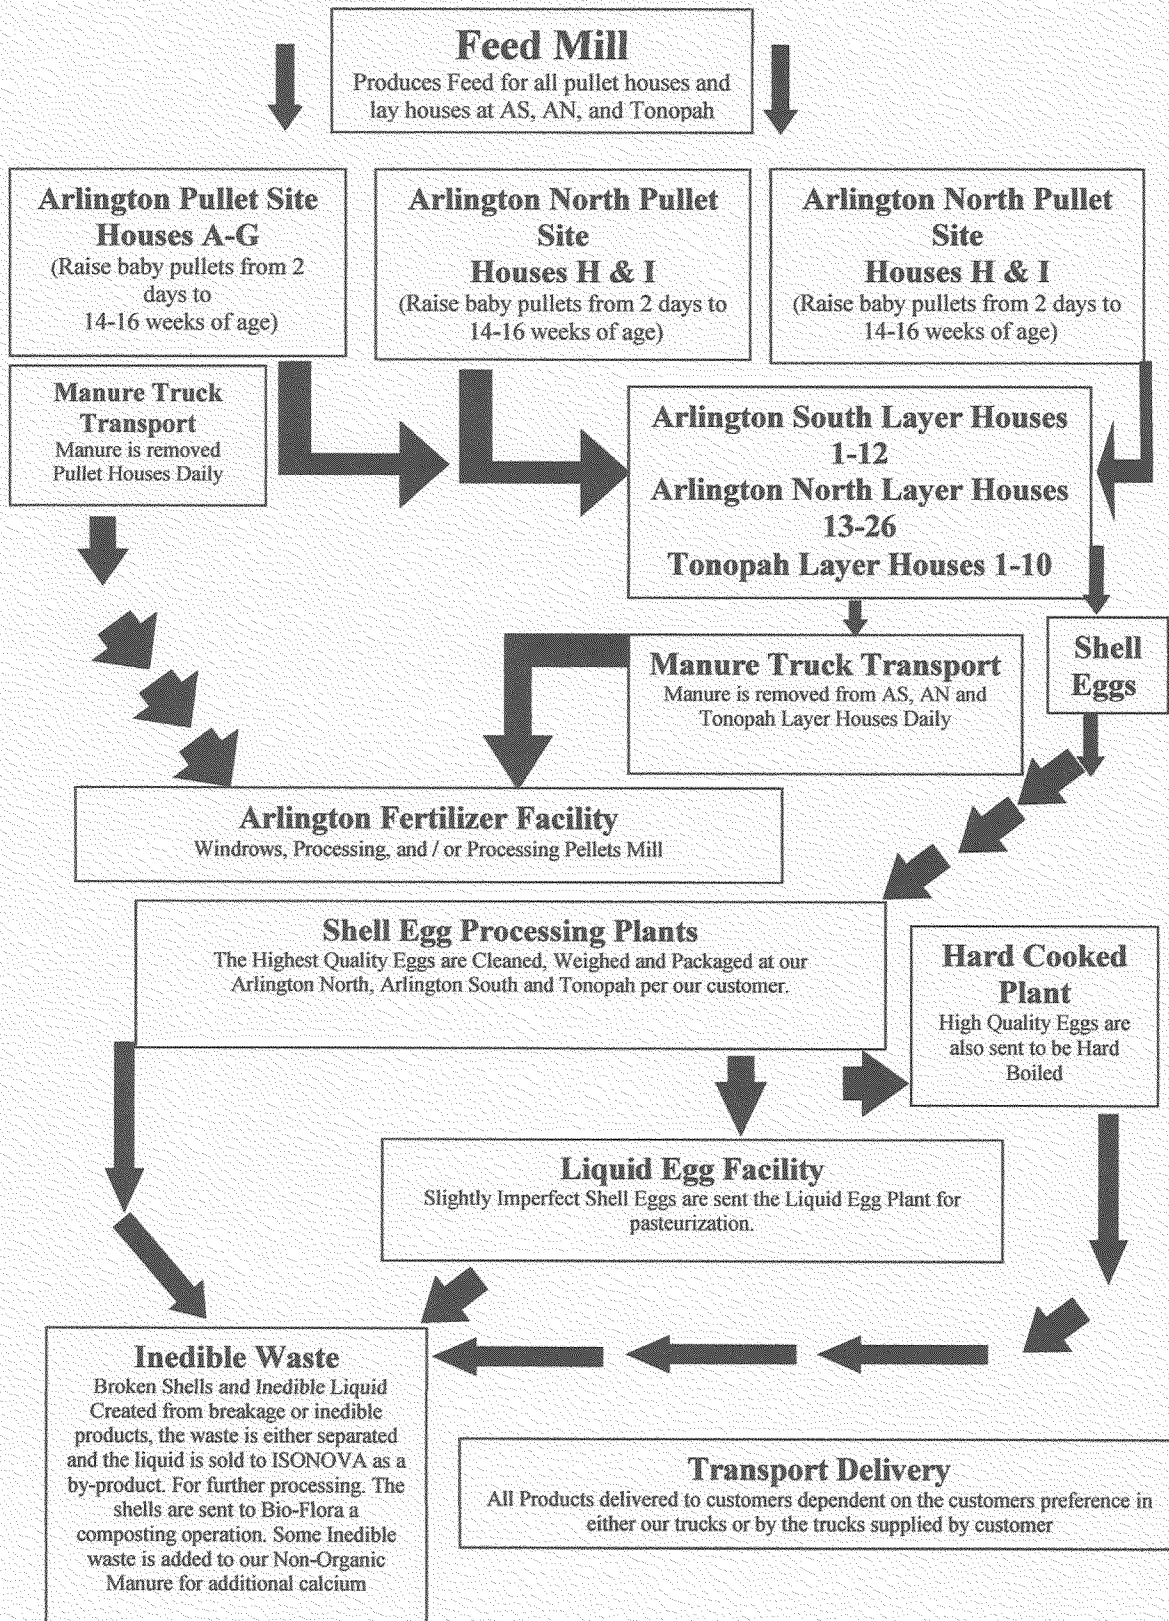 Feed Mill
Produces Feed for all pullet houses and
lay houses at AS, AN, and Tonopah
Arlington Pullet Site
Houses A-G
(Raise baby pullets from 2
days to
14-16 weeks of age)
Arlington North Pullet
Site
Houses H & I
(Raise baby pullets from 2 days to
14-16 weeks of age)
Arlington North Pullet
Site
Houses H & I
(Raise baby pullets from 2 days to
14-16 weeks of age)
Manure Truck
Transport
Manure is removed
Pullet Houses Daily
Arlington South Layer Houses
1-12
Arlington North Layer Houses
13-26
Tonopah Layer Houses 1-10
Manure Truck Transport
Manure is removed from AS, AN and
Tonopah Layer Houses Daily
Shell
Eggs
Arlington Fertilizer Facility
Windrows, Processing, and / or Processing Pellets Mill
Shell Egg Processing Plants
The Highest Quality Eggs are Cleaned, Weighed and Packaged at our
Arlington North, Arlington South and Tonopah per our customer.
Hard Cooked
Plant
High Quality Eggs are
also sent to be Hard
Boiled
Liquid Egg Facility
Slightly Imperfect Shell Eggs are sent the Liquid Egg Plant for
pasteurization.
Inedible Waste
Broken Shells and Inedible Liquid
Created from breakage or inedible
products, the waste is either separated
and the liquid is sold to ISONOVA as a
by-product. For further processing. The
shells are sent to Bio-Flora a
composting operation. Some Inedible
waste is added to our Non-Organic
Manure for additional calcium
Transport Delivery
All Products delivered to customers dependent on the customers preference in
either our trucks or by the trucks supplied by customer